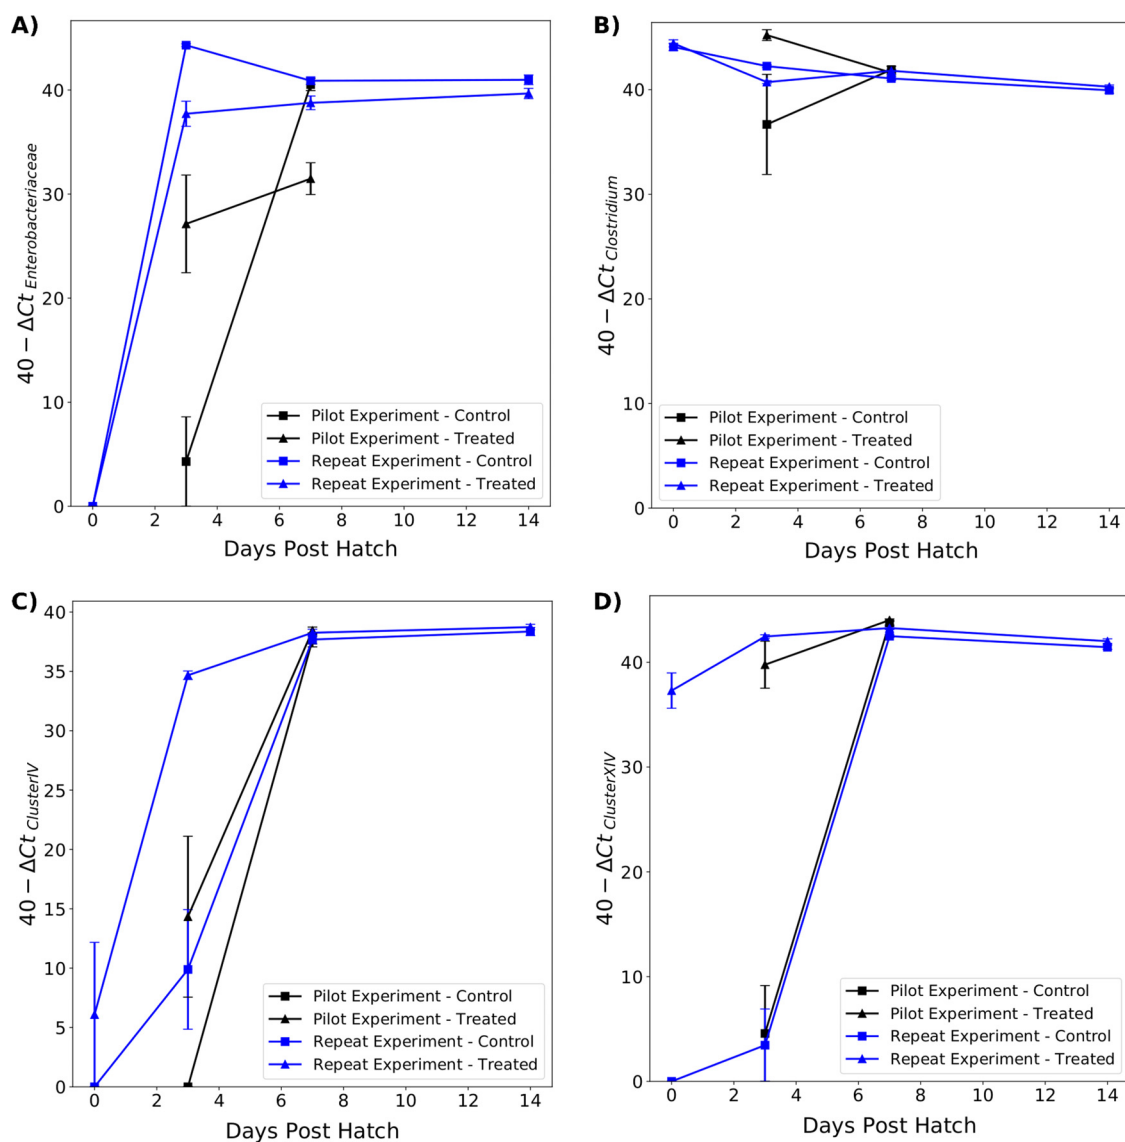 A)
40 − ΔCt Enterobacteriaceae
40
30
20
10
0
Pilot Experiment - Control
Pilot Experiment - Treated
Repeat Experiment - Control
Repeat Experiment - Treated
0 2 4 6 8 10 12 14
Days Post Hatch
B)
40 − ΔCt Clostridium
40
30
20
10
0
Pilot Experiment - Control
Pilot Experiment - Treated
Repeat Experiment - Control
Repeat Experiment - Treated
0 2 4 6 8 10 12 14
Days Post Hatch
C)
40 − ΔCt ClusterIV
40
35
30
25
20
15
10
5
0
Pilot Experiment - Control
Pilot Experiment - Treated
Repeat Experiment - Control
Repeat Experiment - Treated
0 2 4 6 8 10 12 14
Days Post Hatch
D)
40 − ΔCt ClusterXIV
40
30
20
10
0
Pilot Experiment - Control
Pilot Experiment - Treated
Repeat Experiment - Control
Repeat Experiment - Treated
0 2 4 6 8 10 12 14
Days Post Hatch